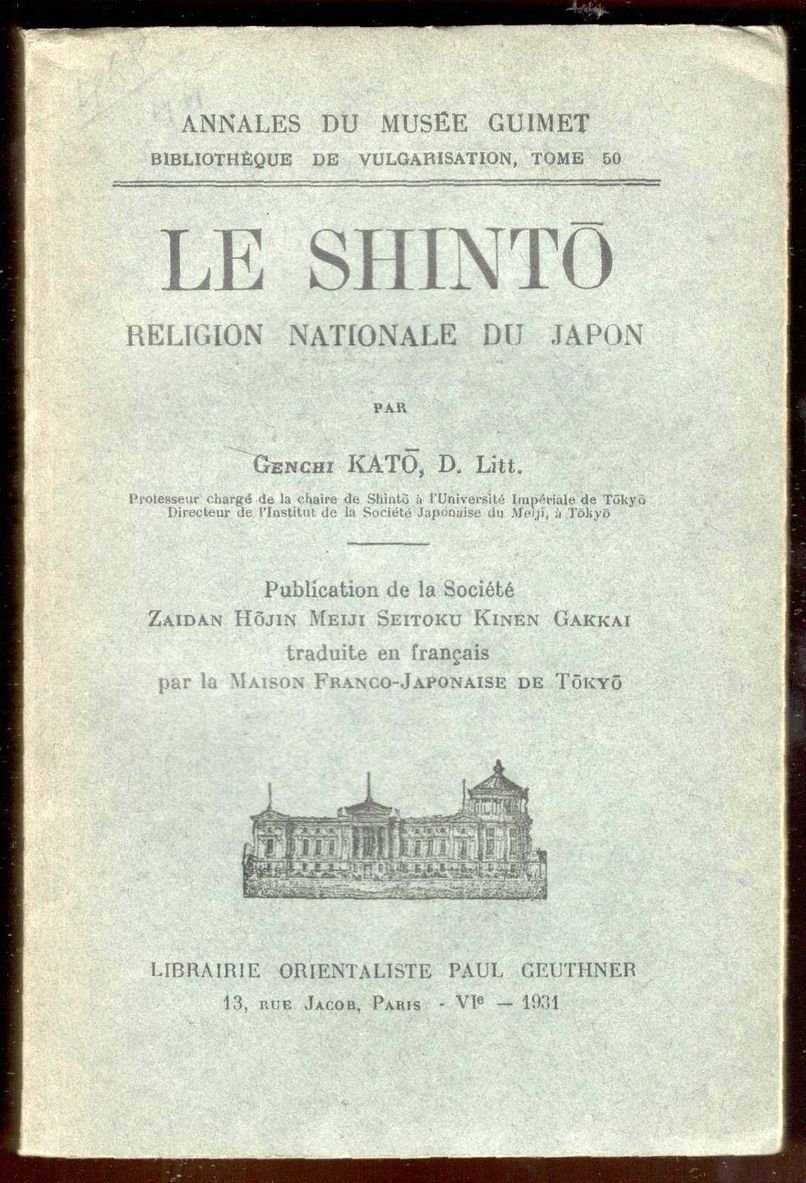 ANNALES DU MUSÉE GUIMET
BIBLIOTHÈQUE DE VULGARISATION, TOME 50
LE SHINTŌ
RELIGION NATIONALE DU JAPON
PAR
GENCHI KATŌ, D. Litt.
Professeur chargé de la chaire de Shintō à l'Université Impériale de Tōkyō
Directeur de l'Institut de la Société Japonaise du Meiji, à Tōkyō
Publication de la Société
ZAIDAN HŌJIN MEIJI SEITOKU KINEN GAKKAI
traduite en français
par la MAISON FRANCO-JAPONAISE DE TŌKYŌ
LIBRAIRIE ORIENTALISTE PAUL GEUTHNER
13, RUE JACOB, PARIS - VIe — 1931